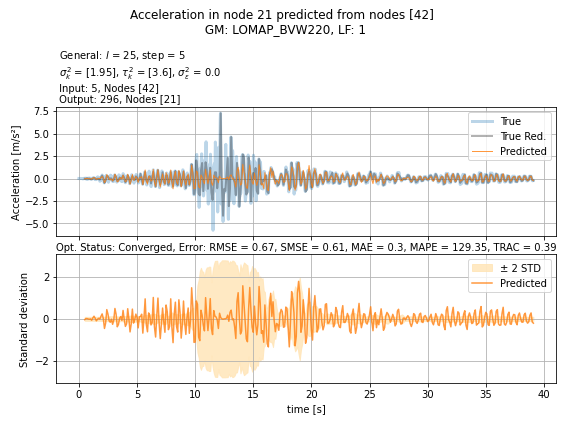 Acceleration in node 21 predicted from nodes [42]
GM: LOMAP_BVW220, LF: 1
General: l = 25, step = 5
σ²ₖ = [1.95], τ²ₖ = [3.6], σ²ε = 0.0
Input: 5, Nodes [42]
Output: 296, Nodes [21]
7.5
5.0
2.5
0.0
−2.5
−5.0
Acceleration [m/s²]
True
True Red.
Predicted
Opt. Status: Converged, Error: RMSE = 0.67, SMSE = 0.61, MAE = 0.3, MAPE = 129.35, TRAC = 0.39
2
0
−2
Standard deviation
± 2 STD
Predicted
0 5 10 15 20 25 30 35 40
time [s]